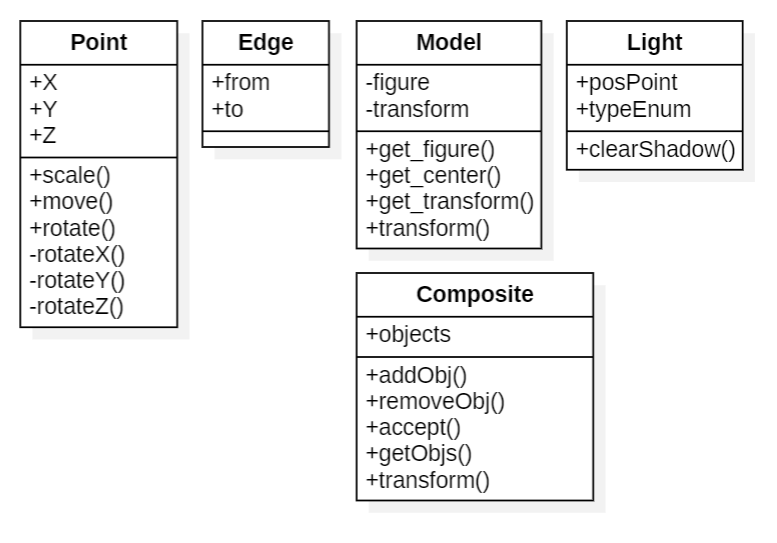 Point
+X
+Y
+Z
+scale()
+move()
+rotate()
-rotateX()
-rotateY()
-rotateZ()
Edge
+from
+to
Model
-figure
-transform
+get_figure()
+get_center()
+get_transform()
+transform()
Light
+posPoint
+typeEnum
+clearShadow()
Composite
+objects
+addObj()
+removeObj()
+accept()
+getObjs()
+transform()